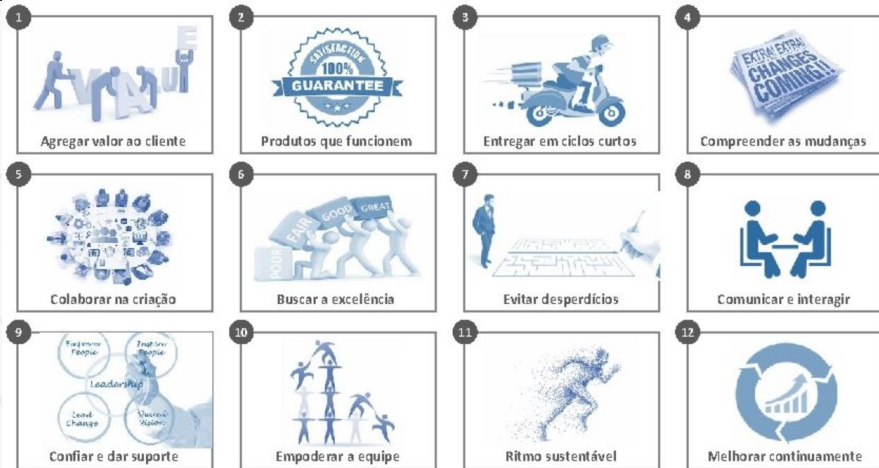 1
VALUE
Agregar valor ao cliente
2
SATISFACTION
100%
GUARANTEE
Produtos que funcionem
3
Entregar em ciclos curtos
4
EXTRA! EXTRA!
CHANGES
COMING!!
Compreender as mudanças
5
Colaborar na criação
6
POOR
FAIR
GOOD
GREAT
Buscar a excelência
7
Evitar desperdícios
8
Comunicar e interagir
9
Empower
People
Inspire
People
Leadership
Lead
Change
Shared
Vision
Confiar e dar suporte
10
Empoderar a equipe
11
Ritmo sustentável
12
Melhorar continuamente